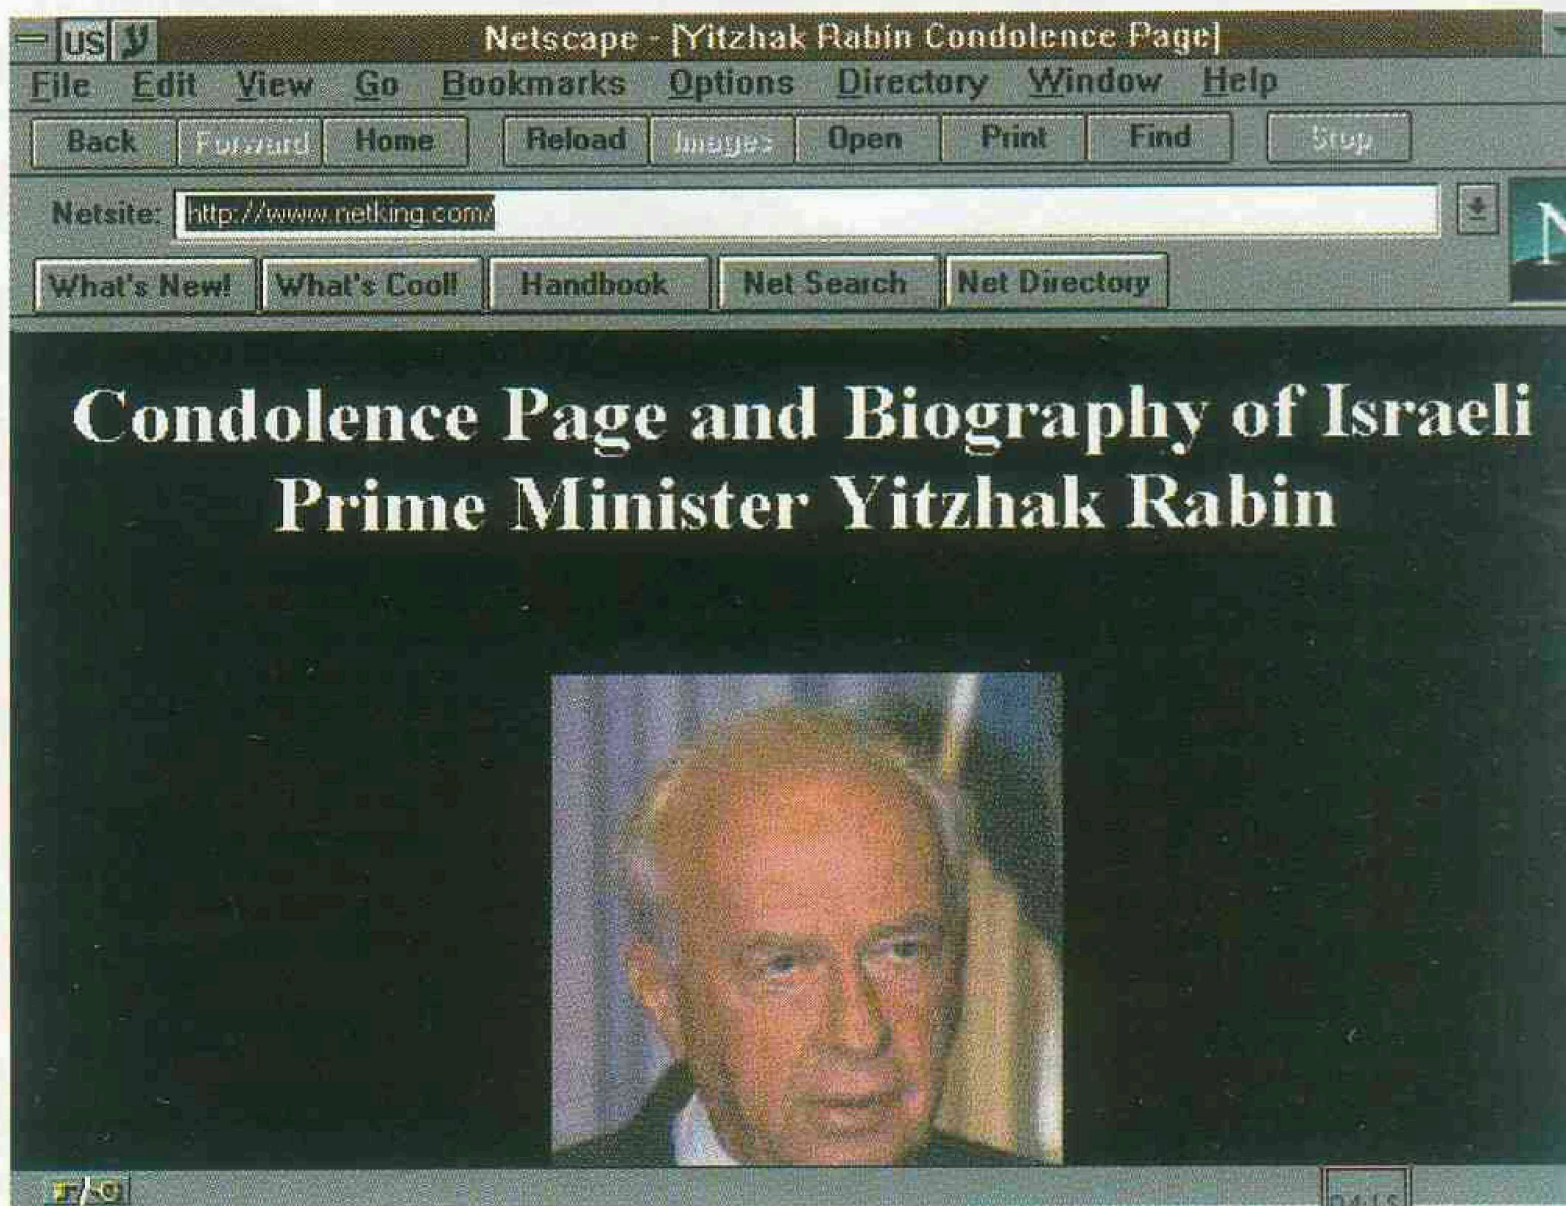 US y Netscape - [Yitzhak Rabin Condolence Page]
File Edit View Go Bookmarks Options Directory Window Help
Back Forward Home Reload Images Open Print Find Stop
Netsite: http://www.netking.com/
N
What's New! What's Cool! Handbook Net Search Net Directory
Condolence Page and Biography of Israeli
Prime Minister Yitzhak Rabin